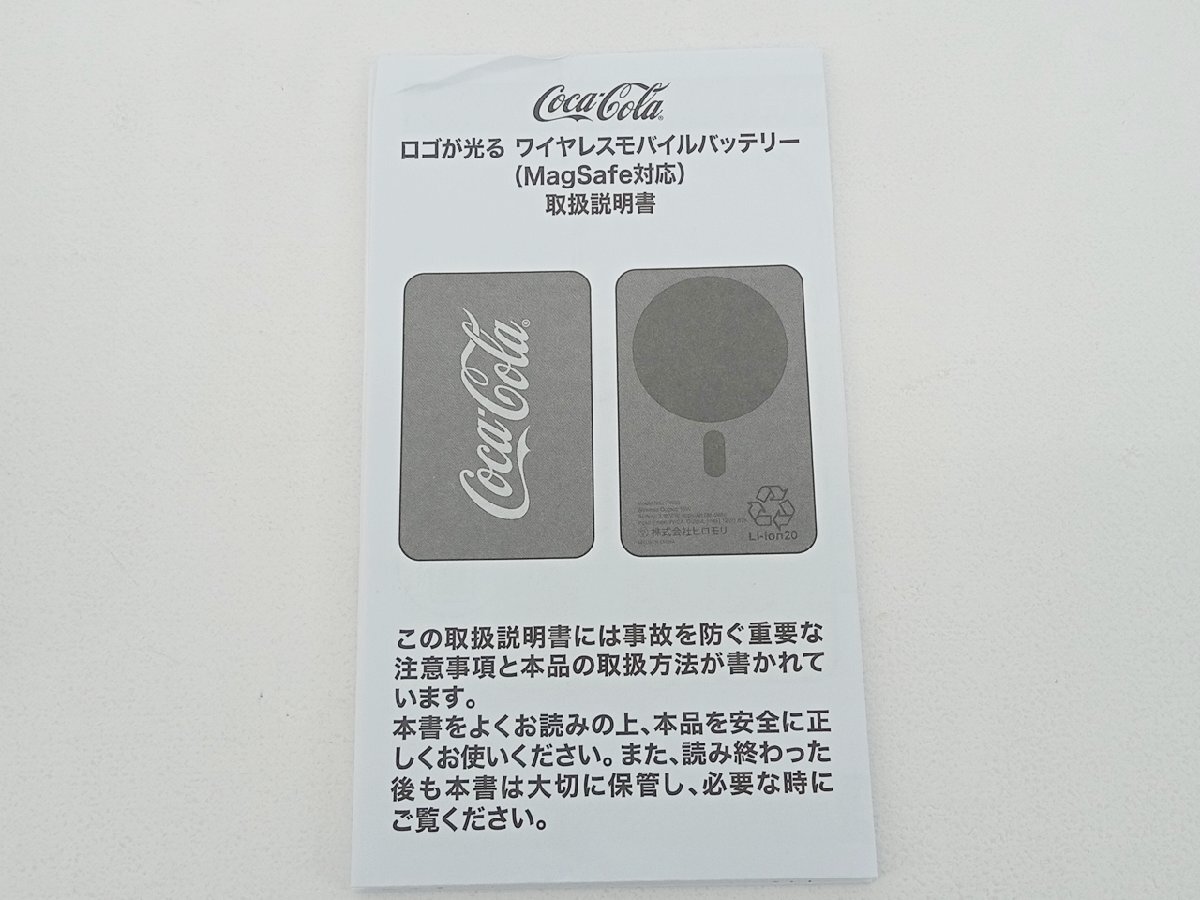 Coca-Cola®
ロゴが光る ワイヤレスモバイルバッテリー
(MagSafe対応)
取扱説明書
Coca-Cola®
株式会社ヒロモリ
Li-ion20
この取扱説明書には事故を防ぐ重要な
注意事項と本品の取扱方法が書かれて
います。
本書をよくお読みの上、本品を安全に正
しくお使いください。また、読み終わった
後も本書は大切に保管し、必要な時に
ご覧ください。